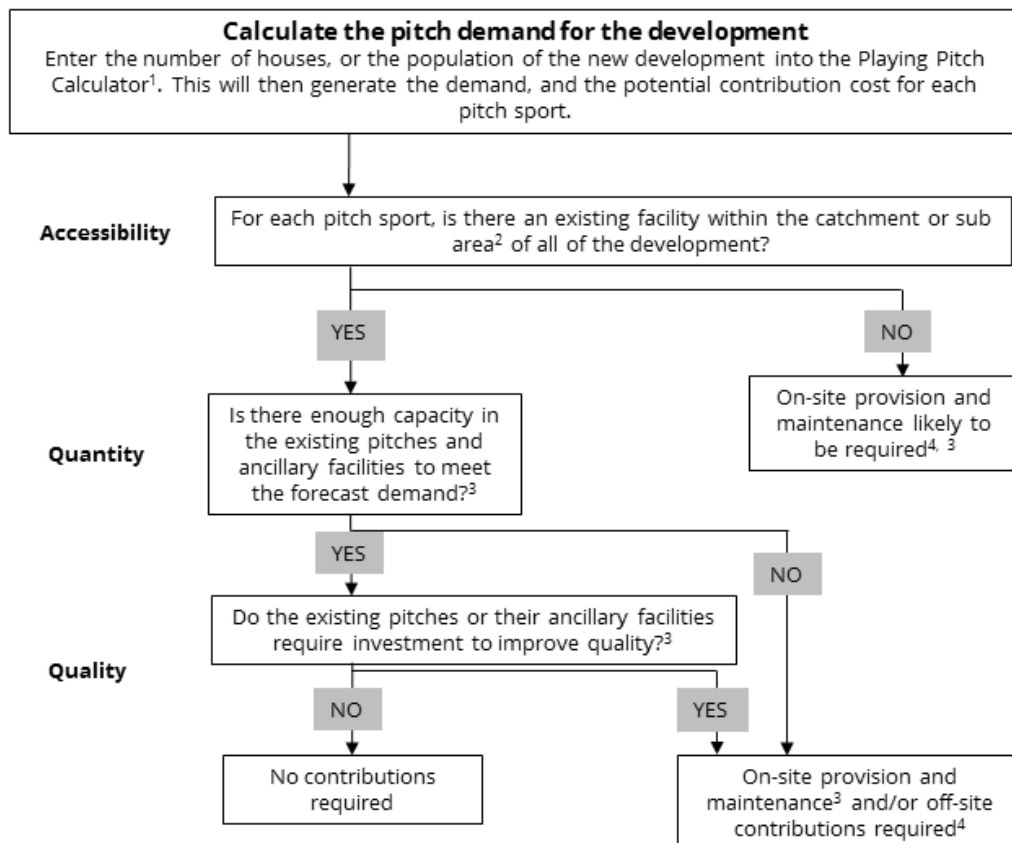 Calculate the pitch demand for the development
Enter the number of houses, or the population of the new development into the Playing Pitch
Calculator¹. This will then generate the demand, and the potential contribution cost for each
pitch sport.
Accessibility
For each pitch sport, is there an existing facility within the catchment or sub
area² of all of the development?
YES
NO
Quantity
Is there enough capacity in
the existing pitches and
ancillary facilities to meet
the forecast demand?³
On-site provision and
maintenance likely to
be required⁴, ³
YES
NO
Do the existing pitches or their ancillary facilities
require investment to improve quality?³
Quality
NO
YES
No contributions
required
On-site provision and
maintenance³ and/or off-site
contributions required⁴